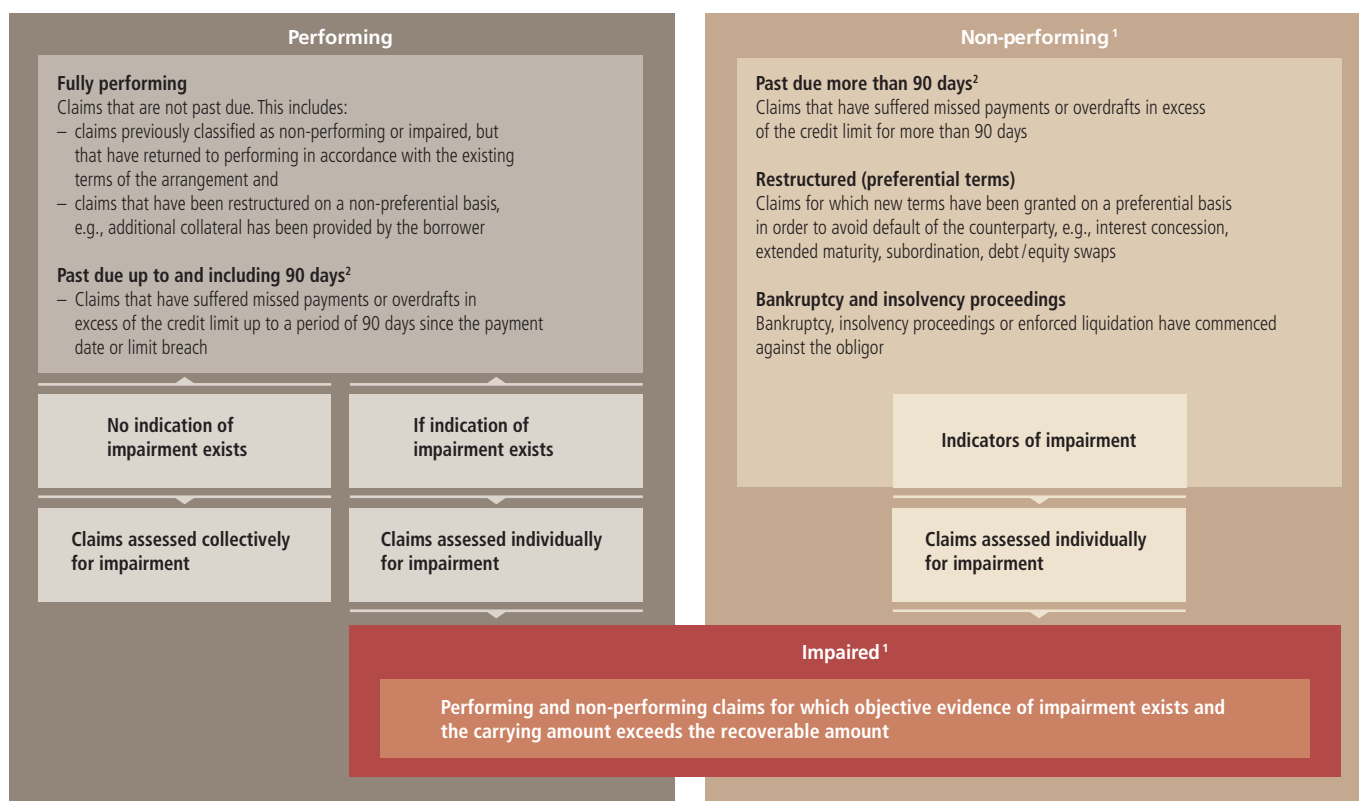 Performing
Fully performing
Claims that are not past due. This includes:
– claims previously classified as non-performing or impaired, but
that have returned to performing in accordance with the existing
terms of the arrangement and
– claims that have been restructured on a non-preferential basis,
e.g., additional collateral has been provided by the borrower
Past due up to and including 90 days²
– Claims that have suffered missed payments or overdrafts in
excess of the credit limit up to a period of 90 days since the payment
date or limit breach
No indication of
impairment exists
If indication of
impairment exists
Claims assessed collectively
for impairment
Claims assessed individually
for impairment
Non-performing¹
Past due more than 90 days²
Claims that have suffered missed payments or overdrafts in excess
of the credit limit for more than 90 days
Restructured (preferential terms)
Claims for which new terms have been granted on a preferential basis
in order to avoid default of the counterparty, e.g., interest concession,
extended maturity, subordination, debt/equity swaps
Bankruptcy and insolvency proceedings
Bankruptcy, insolvency proceedings or enforced liquidation have commenced
against the obligor
Indicators of impairment
Claims assessed individually
for impairment
Impaired¹
Performing and non-performing claims for which objective evidence of impairment exists and
the carrying amount exceeds the recoverable amount